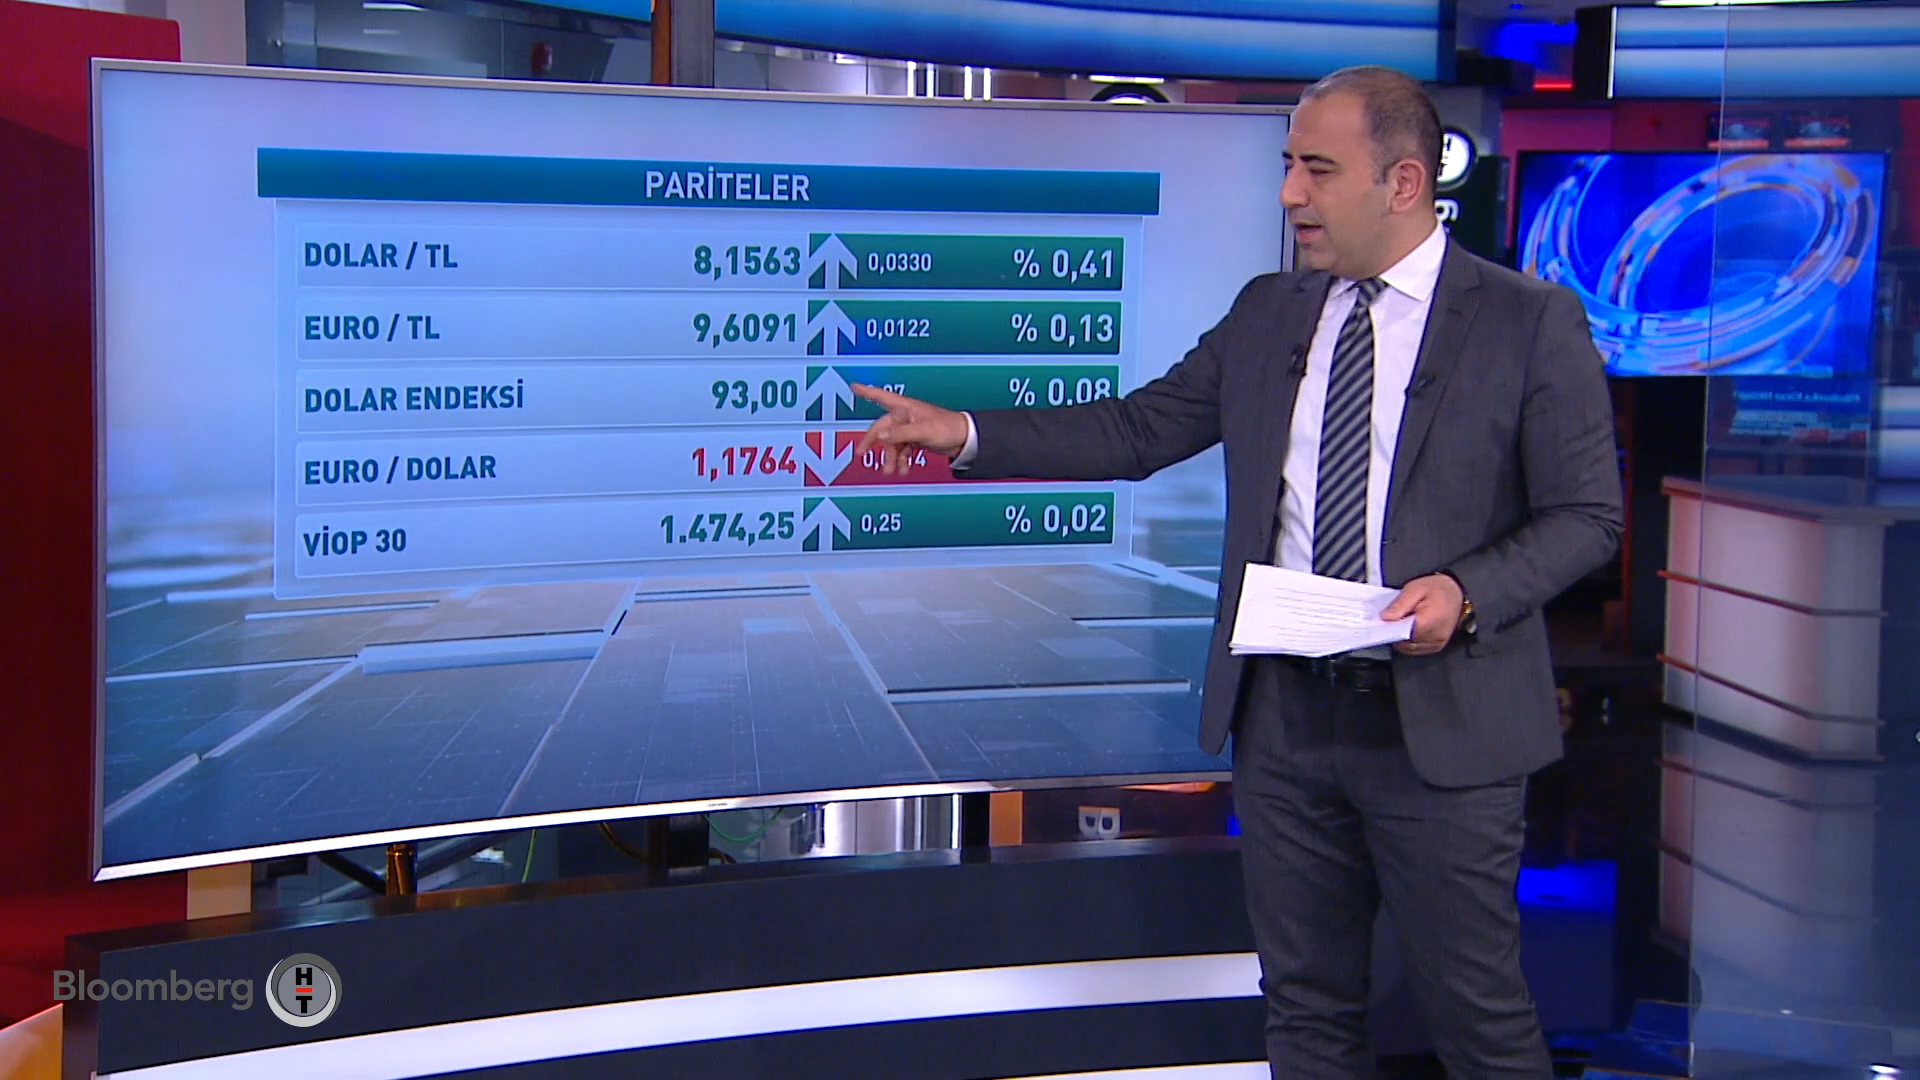 PARİTELER
DOLAR / TL 8,1563 0,0330 % 0,41
EURO / TL 9,6091 0,0122 % 0,13
DOLAR ENDEKSİ 93,00 % 0,08
EURO / DOLAR 1,1764
VİOP 30 1.474,25 0,25 % 0,02
Bloomberg HT